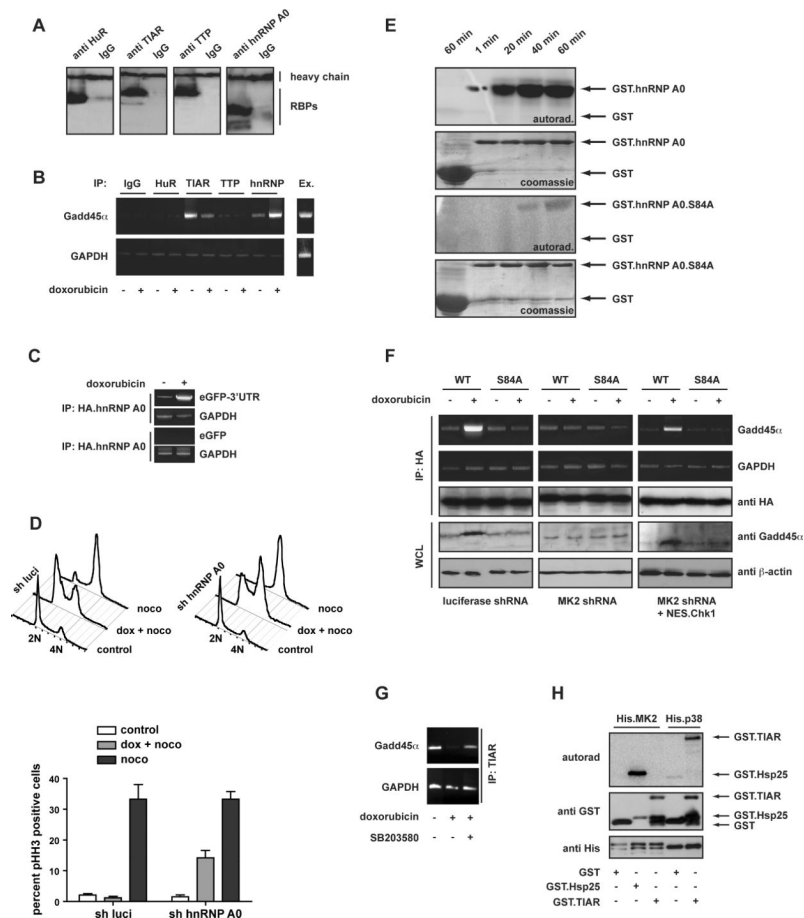 A
anti HuR
IgG
anti TIAR
IgG
anti TTP
IgG
anti hnRNP A0
IgG
heavy chain
RBPs
B
IP: IgG HuR TIAR TTP hnRNP Ex.
Gadd45α
GAPDH
doxorubicin - + - + - + - + - +
C
doxorubicin - +
IP: HA.hnRNP A0
eGFP-3'UTR
GAPDH
IP: HA.hnRNP A0
eGFP
GAPDH
D
sh luci
noco
dox + noco
control
2N 4N
sh hnRNP A0
noco
dox + noco
control
2N 4N
control
dox + noco
noco
percent pHH3 positive cells
40
30
20
10
0
sh luci sh hnRNP A0
E
60 min 1 min 20 min 40 min 60 min
GST.hnRNP A0
GST
autorad.
GST.hnRNP A0
GST
coomassie
GST.hnRNP A0.S84A
GST
autorad.
GST.hnRNP A0.S84A
GST
coomassie
F
WT S84A WT S84A WT S84A
doxorubicin - + - + - + - + - + - +
IP: HA
Gadd45α
GAPDH
anti HA
WCL
anti Gadd45α
anti β-actin
luciferase shRNA MK2 shRNA MK2 shRNA
+ NES.Chk1
G
Gadd45α
GAPDH
IP: TIAR
doxorubicin - + +
SB203580 - - +
H
His.MK2 His.p38
autorad
GST.TIAR
GST.Hsp25
anti GST
GST.TIAR
GST.Hsp25
GST
anti His
GST + - - + -
GST.Hsp25 - + - - -
GST.TIAR - - + - +